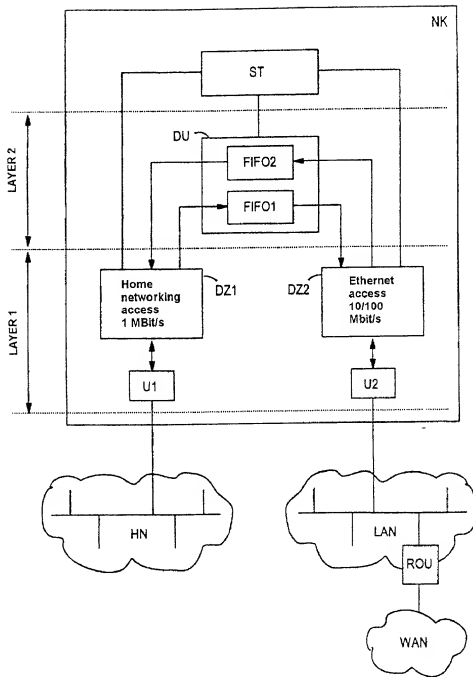 NK
ST
DU
FIFO2
FIFO1
LAYER 2
LAYER 1
Home
networking
access
1 MBit/s
DZ1
DZ2
Ethernet
access
10/100
Mbit/s
U1
U2
HN
LAN
ROU
WAN